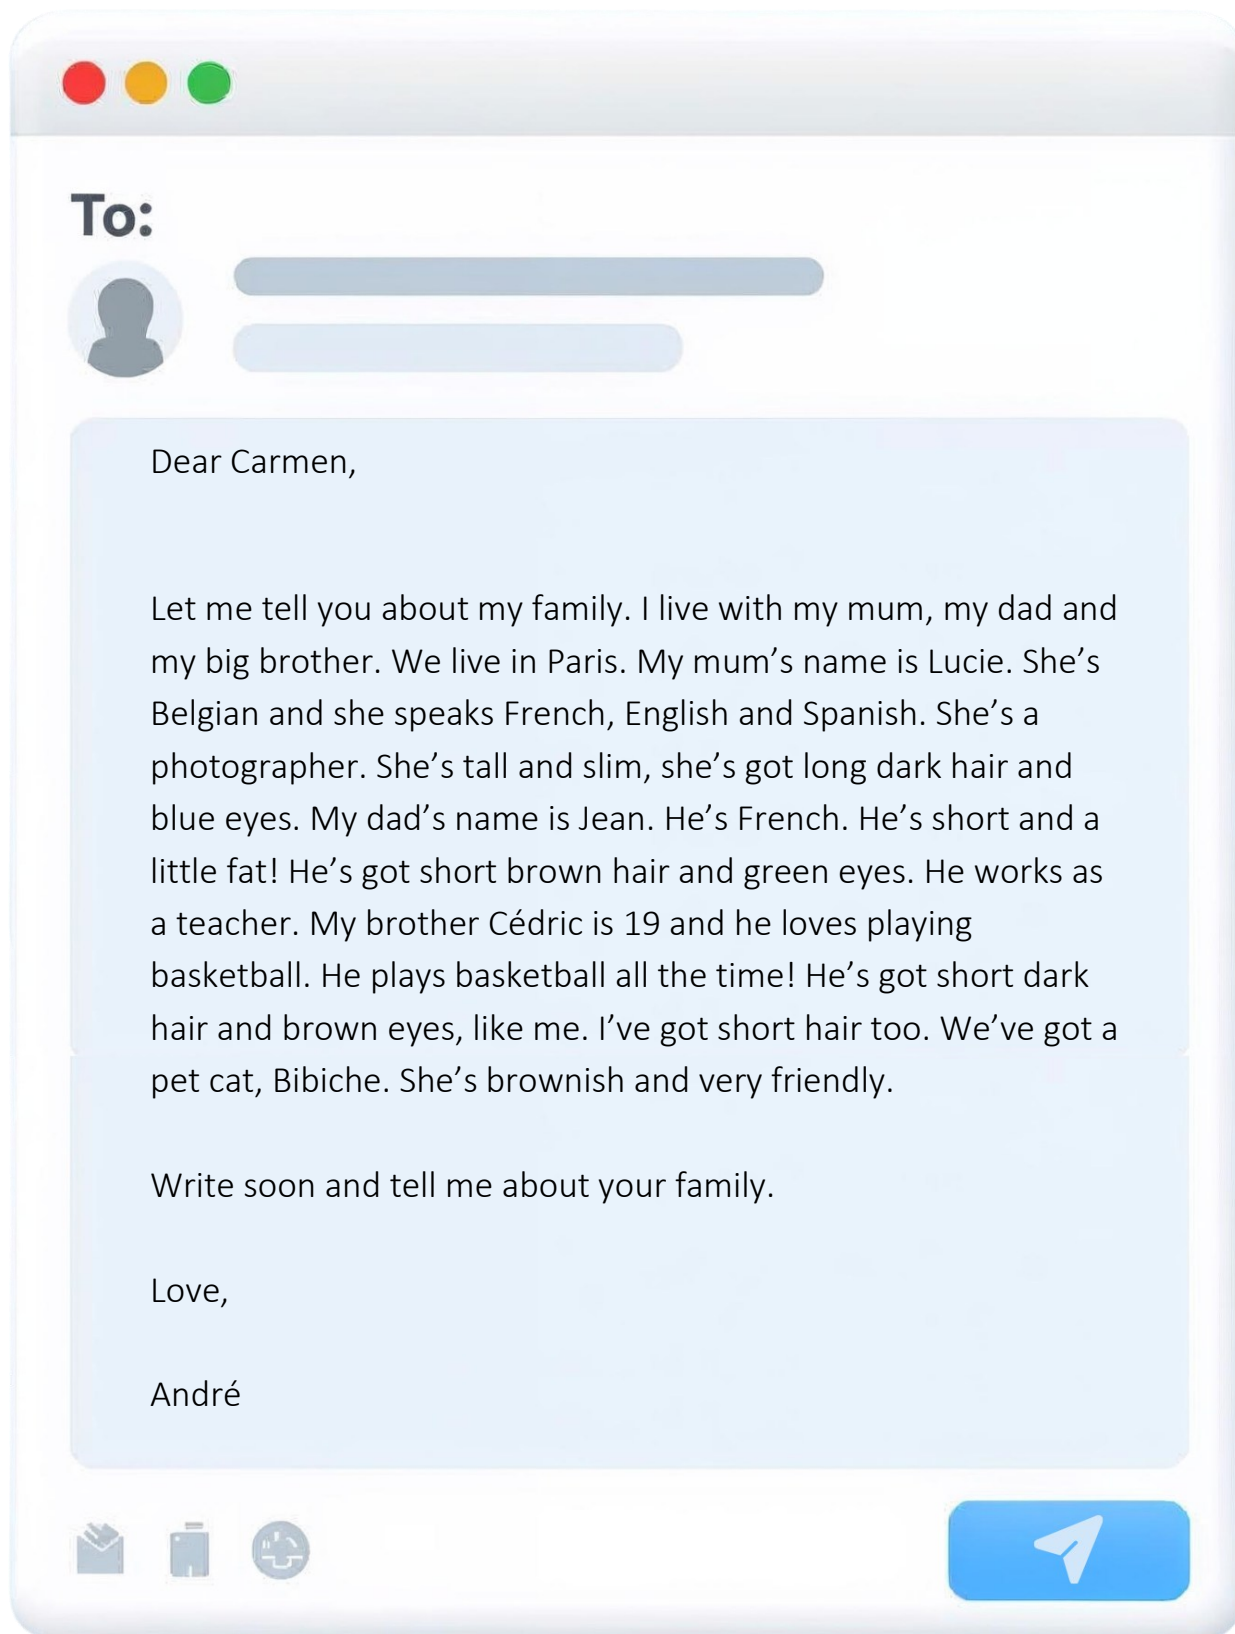 To:
Dear Carmen,
Let me tell you about my family. I live with my mum, my dad and
my big brother. We live in Paris. My mum’s name is Lucie. She’s
Belgian and she speaks French, English and Spanish. She’s a
photographer. She’s tall and slim, she’s got long dark hair and
blue eyes. My dad’s name is Jean. He’s French. He’s short and a
little fat! He’s got short brown hair and green eyes. He works as
a teacher. My brother Cédric is 19 and he loves playing
basketball. He plays basketball all the time! He’s got short dark
hair and brown eyes, like me. I’ve got short hair too. We’ve got a
pet cat, Bibiche. She’s brownish and very friendly.
Write soon and tell me about your family.
Love,
André